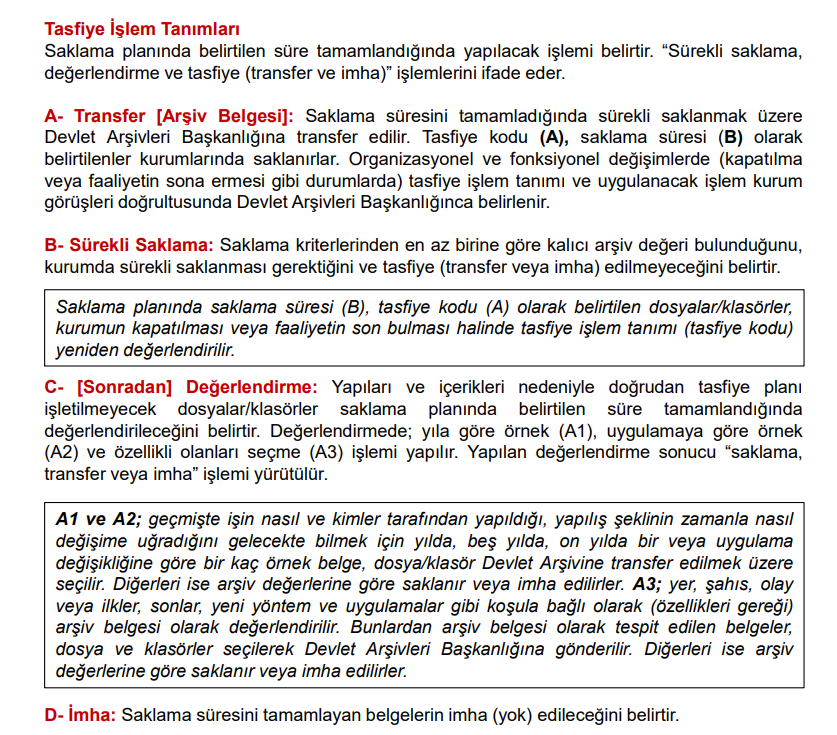 Tasfiye İşlem Tanımları
Saklama planında belirtilen süre tamamlandığında yapılacak işlemi belirtir. “Sürekli saklama,
değerlendirme ve tasfiye (transfer ve imha)” işlemlerini ifade eder.
A- Transfer [Arşiv Belgesi]: Saklama süresini tamamladığında sürekli saklanmak üzere
Devlet Arşivleri Başkanlığına transfer edilir. Tasfiye kodu (A), saklama süresi (B) olarak
belirtilenler kurumlarında saklanırlar. Organizasyonel ve fonksiyonel değişimlerde (kapatılma
veya faaliyetin sona ermesi gibi durumlarda) tasfiye işlem tanımı ve uygulanacak işlem kurum
görüşleri doğrultusunda Devlet Arşivleri Başkanlığınca belirlenir.
B- Sürekli Saklama: Saklama kriterlerinden en az birine göre kalıcı arşiv değeri bulunduğunu,
kurumda sürekli saklanması gerektiğini ve tasfiye (transfer veya imha) edilmeyeceğini belirtir.
Saklama planında saklama süresi (B), tasfiye kodu (A) olarak belirtilen dosyalar/klasörler,
kurumun kapatılması veya faaliyetin son bulması halinde tasfiye işlem tanımı (tasfiye kodu)
yeniden değerlendirilir.
C- [Sonradan] Değerlendirme: Yapıları ve içerikleri nedeniyle doğrudan tasfiye planı
işletilmeyecek dosyalar/klasörler saklama planında belirtilen süre tamamlandığında
değerlendirileceğini belirtir. Değerlendirmede; yıla göre örnek (A1), uygulamaya göre örnek
(A2) ve özellikli olanları seçme (A3) işlemi yapılır. Yapılan değerlendirme sonucu “saklama,
transfer veya imha” işlemi yürütülür.
A1 ve A2; geçmişte işin nasıl ve kimler tarafından yapıldığı, yapılış şeklinin zamanla nasıl
değişime uğradığını gelecekte bilmek için yılda, beş yılda, on yılda bir veya uygulama
değişikliğine göre bir kaç örnek belge, dosya/klasör Devlet Arşivine transfer edilmek üzere
seçilir. Diğerleri ise arşiv değerlerine göre saklanır veya imha edilirler. A3; yer, şahıs, olay
veya ilkler, sonlar, yeni yöntem ve uygulamalar gibi koşula bağlı olarak (özellikleri gereği)
arşiv belgesi olarak değerlendirilir. Bunlardan arşiv belgesi olarak tespit edilen belgeler,
dosya ve klasörler seçilerek Devlet Arşivleri Başkanlığına gönderilir. Diğerleri ise arşiv
değerlerine göre saklanır veya imha edilirler.
D- İmha: Saklama süresini tamamlayan belgelerin imha (yok) edileceğini belirtir.